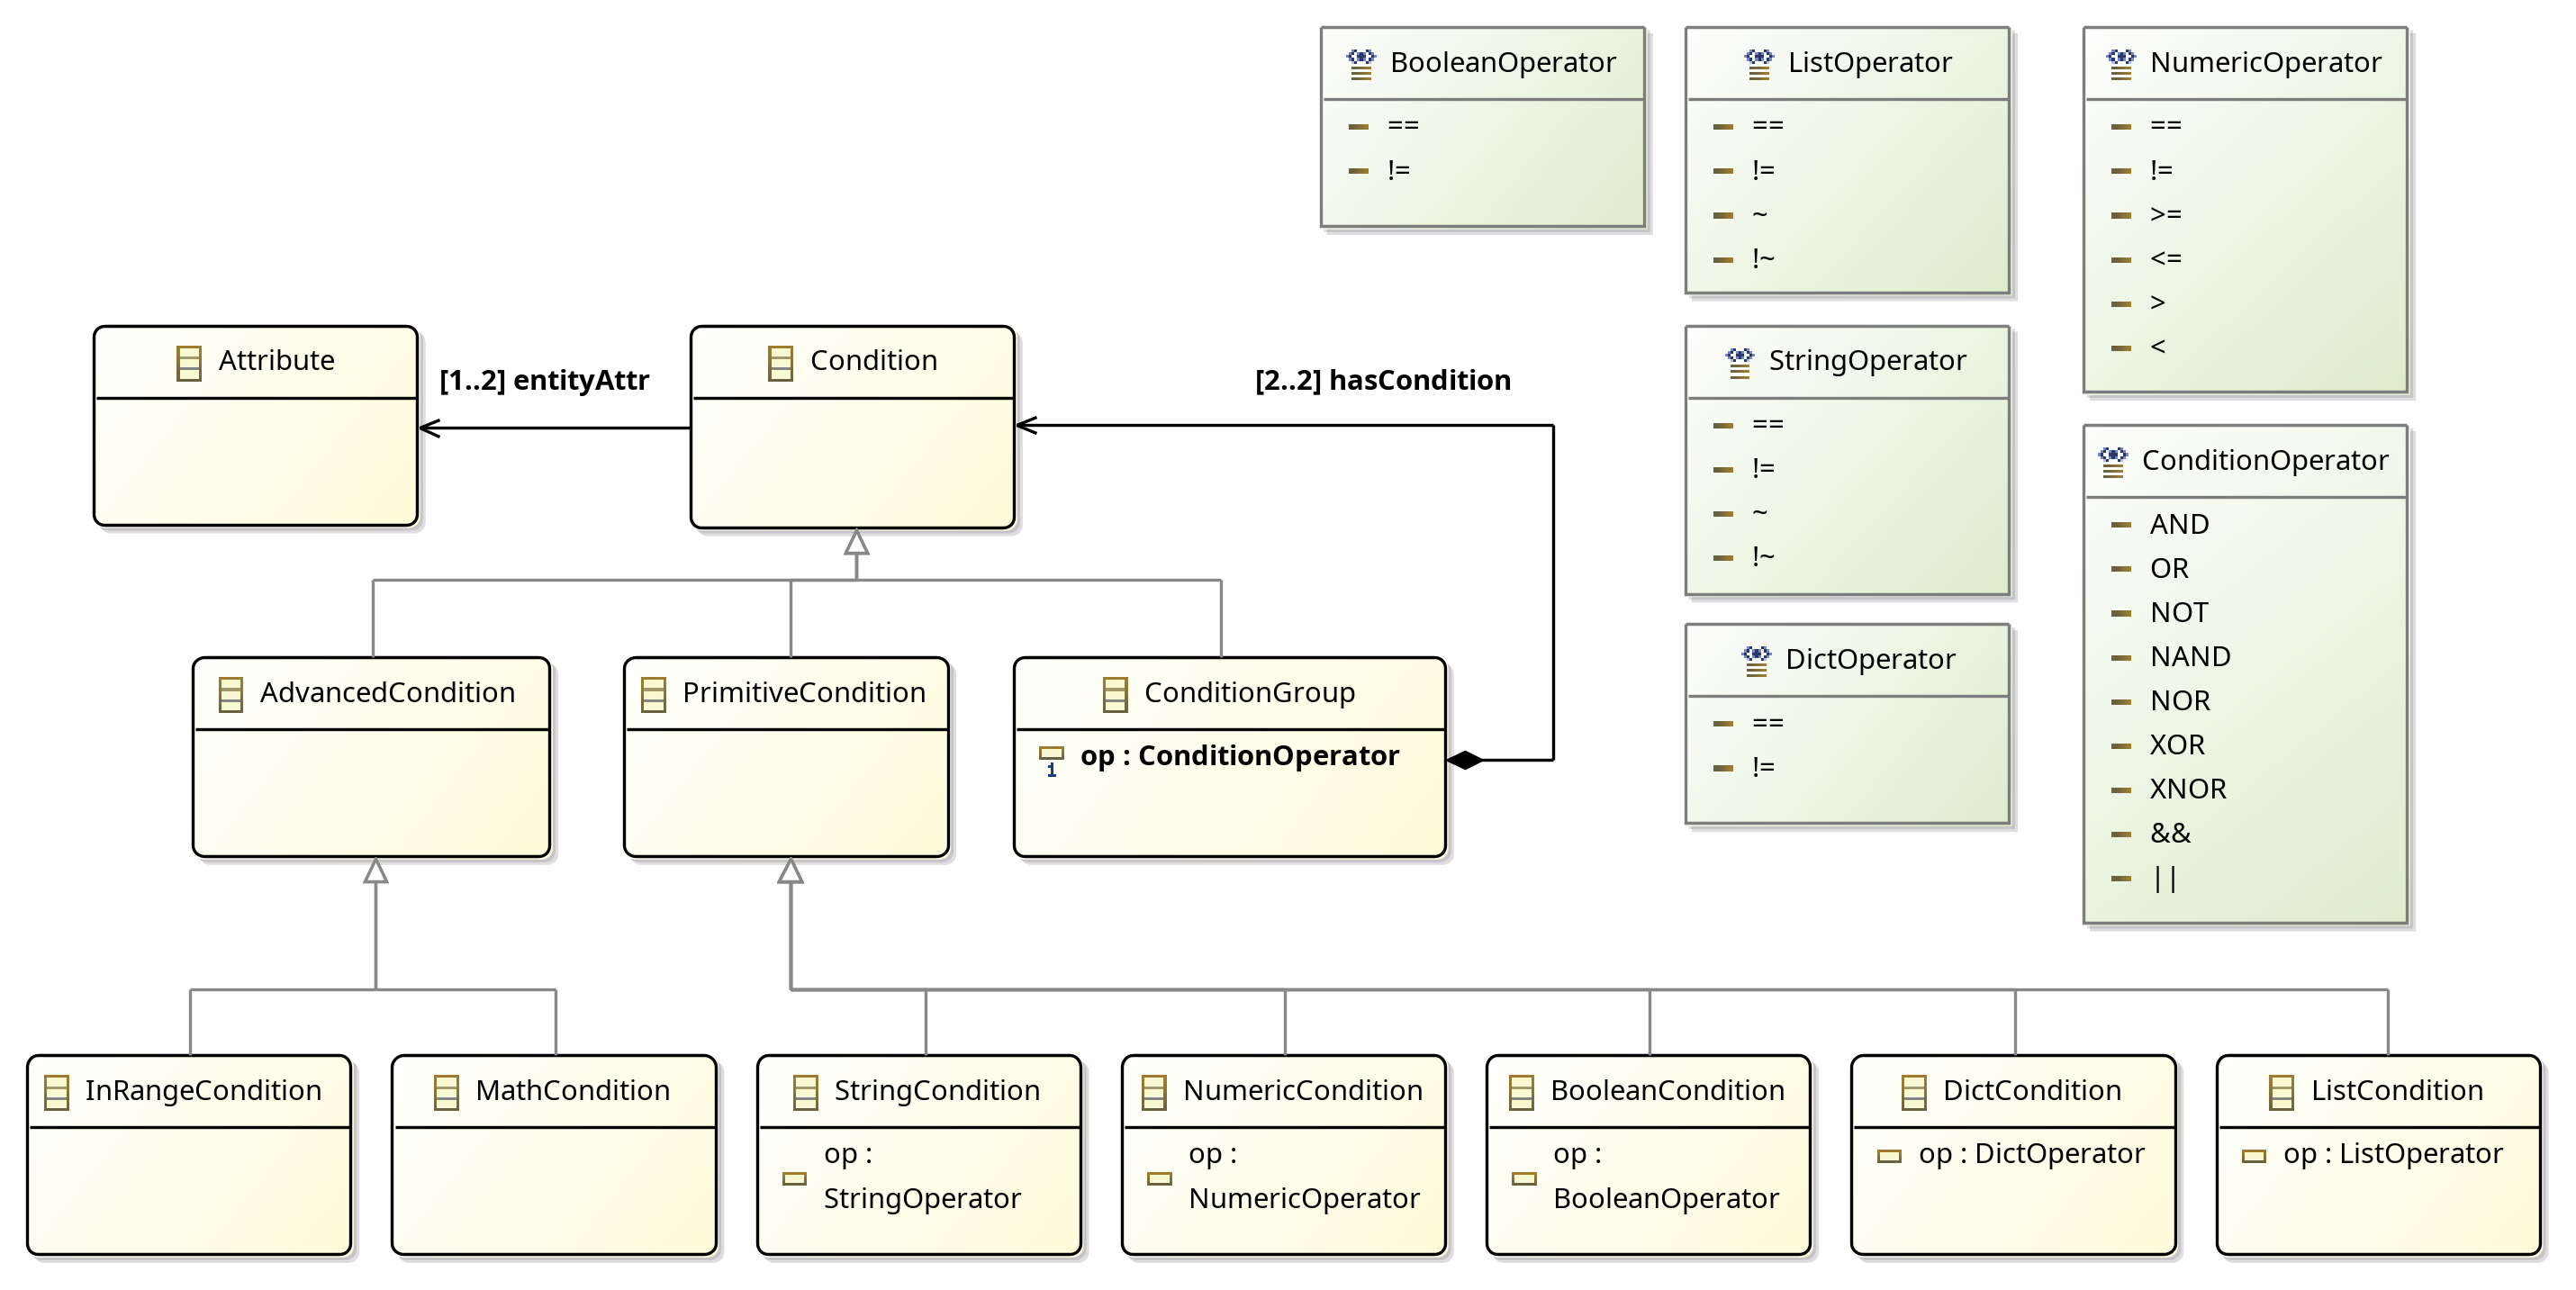 BooleanOperator
==
!=
ListOperator
==
!=
~
!~
NumericOperator
==
!=
>=
<=
>
<
Attribute
[1..2] entityAttr
Condition
[2..2] hasCondition
StringOperator
==
!=
~
!~
ConditionOperator
AND
OR
NOT
NAND
NOR
XOR
XNOR
&&
||
DictOperator
==
!=
AdvancedCondition
PrimitiveCondition
ConditionGroup
1
op : ConditionOperator
InRangeCondition
MathCondition
StringCondition
op :
StringOperator
NumericCondition
op :
NumericOperator
BooleanCondition
op :
BooleanOperator
DictCondition
op : DictOperator
ListCondition
op : ListOperator